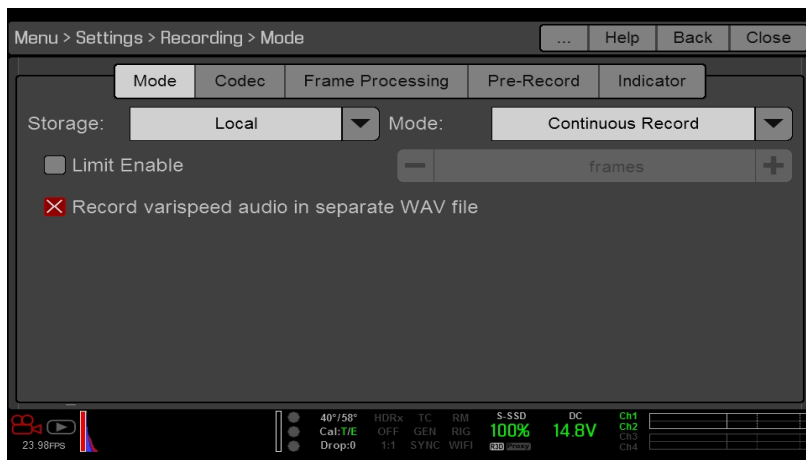 Menu > Settings > Recording > Mode ... Help Back Close
Mode Codec Frame Processing Pre-Record Indicator
Storage: Local Mode: Continuous Record
Limit Enable frames
Record varispeed audio in separate WAV file
40°/58° HDRx TC RM S-SSD DC Ch1
Cal:T/E OFF GEN RIG 100% 14.8V Ch2
23.98FPS Drop:0 1:1 SYNC WIFI R3D Proxy Ch3
Ch4